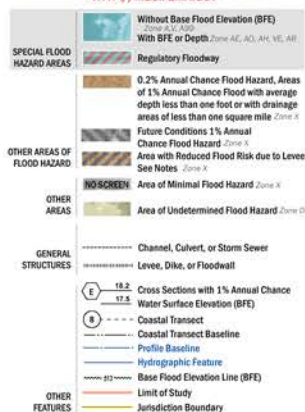 Without Base Flood Elevation (BFE)
Zone A,V, A99
With BFE or Depth Zone AE, AO, AH, VE, AR
SPECIAL FLOOD
HAZARD AREAS
Regulatory Floodway
0.2% Annual Chance Flood Hazard, Areas
of 1% Annual Chance Flood with average
depth less than one foot or with drainage
areas of less than one square mile Zone X
Future Conditions 1% Annual
Chance Flood Hazard Zone X
OTHER AREAS OF
FLOOD HAZARD
Area with Reduced Flood Risk due to Levee
See Notes Zone X
NO SCREEN Area of Minimal Flood Hazard Zone X
OTHER
AREAS
Area of Undetermined Flood Hazard Zone D
GENERAL
STRUCTURES
Channel, Culvert, or Storm Sewer
Levee, Dike, or Floodwall
E 18.2 Cross Sections with 1% Annual Chance
17.5 Water Surface Elevation (BFE)
8 Coastal Transect
Coastal Transect Baseline
Profile Baseline
Hydrographic Feature
513 Base Flood Elevation Line (BFE)
OTHER
FEATURES
Limit of Study
Jurisdiction Boundary